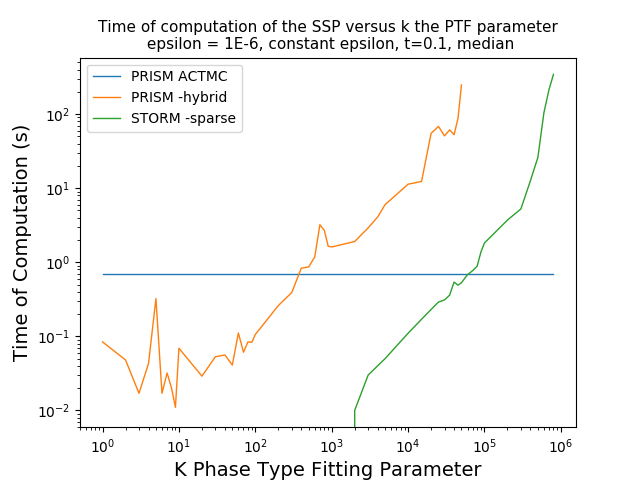 Time of computation of the SSP versus k the PTF parameter
epsilon = 1E-6, constant epsilon, t=0.1, median
PRISM ACTMC
PRISM -hybrid
STORM -sparse
Time of Computation (s)
10²
10¹
10⁰
10⁻¹
10⁻²
10⁰ 10¹ 10² 10³ 10⁴ 10⁵ 10⁶
K Phase Type Fitting Parameter